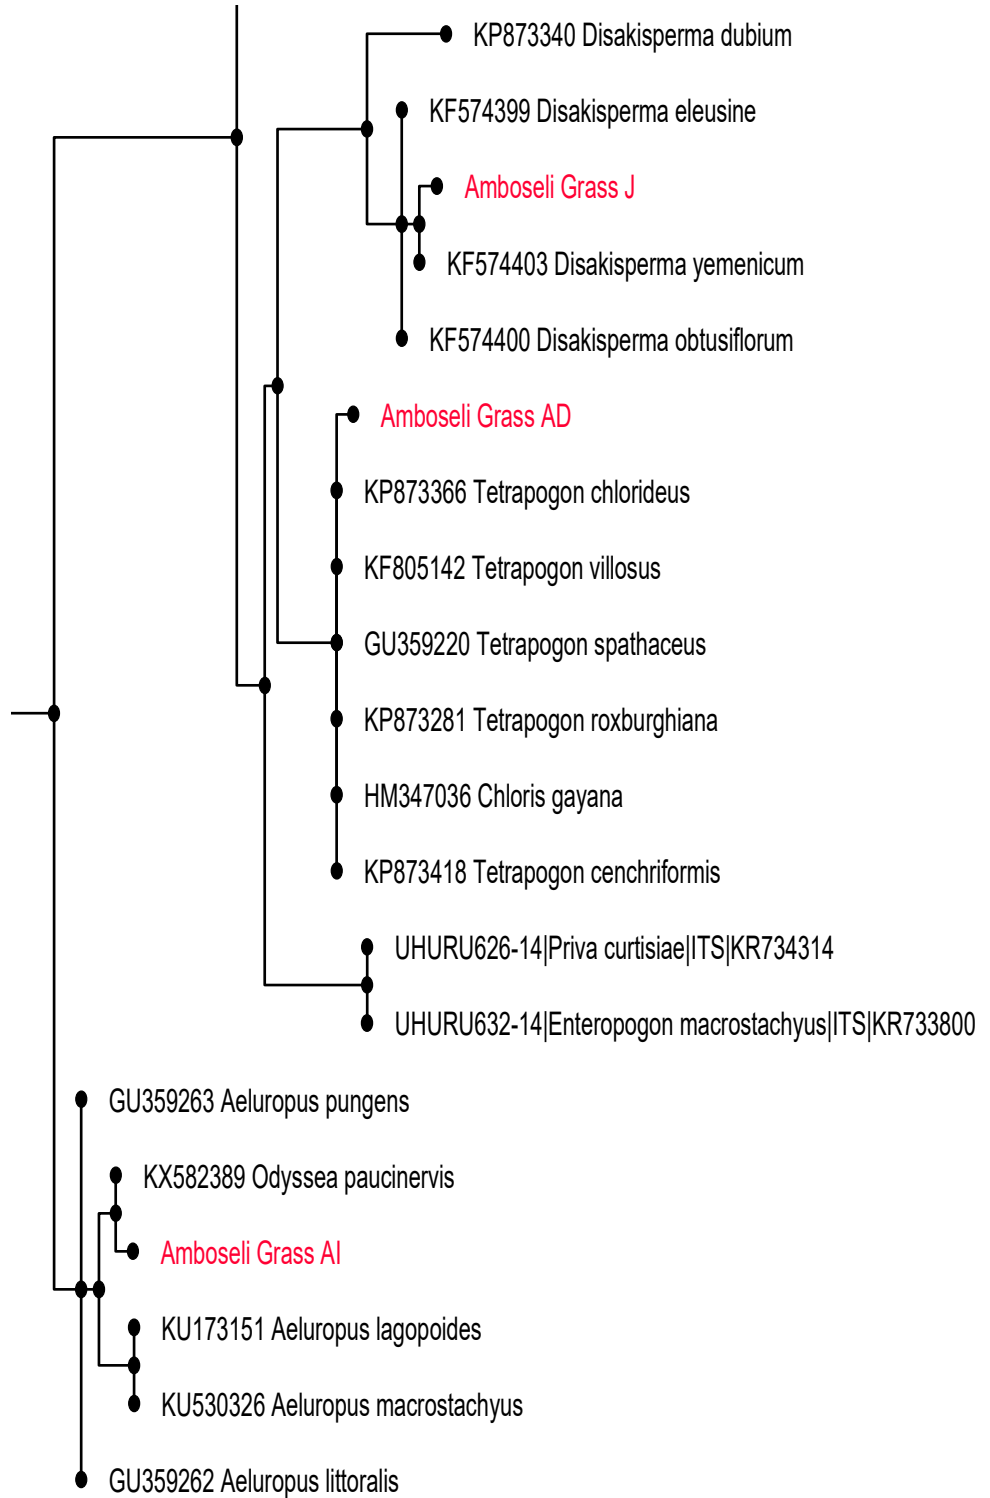 KP873340 Disakisperma dubium
KF574399 Disakisperma eleusine
Amboseli Grass J
KF574403 Disakisperma yemenicum
KF574400 Disakisperma obtusiflorum
Amboseli Grass AD
KP873366 Tetrapogon chlorideus
KF805142 Tetrapogon villosus
GU359220 Tetrapogon spathaceus
KP873281 Tetrapogon roxburghiana
HM347036 Chloris gayana
KP873418 Tetrapogon cenchriformis
UHURU626-14|Priva curtisiae|ITS|KR734314
UHURU632-14|Enteropogon macrostachyus|ITS|KR733800
GU359263 Aeluropus pungens
KX582389 Odyssea paucinervis
Amboseli Grass AI
KU173151 Aeluropus lagopoides
KU530326 Aeluropus macrostachyus
GU359262 Aeluropus littoralis